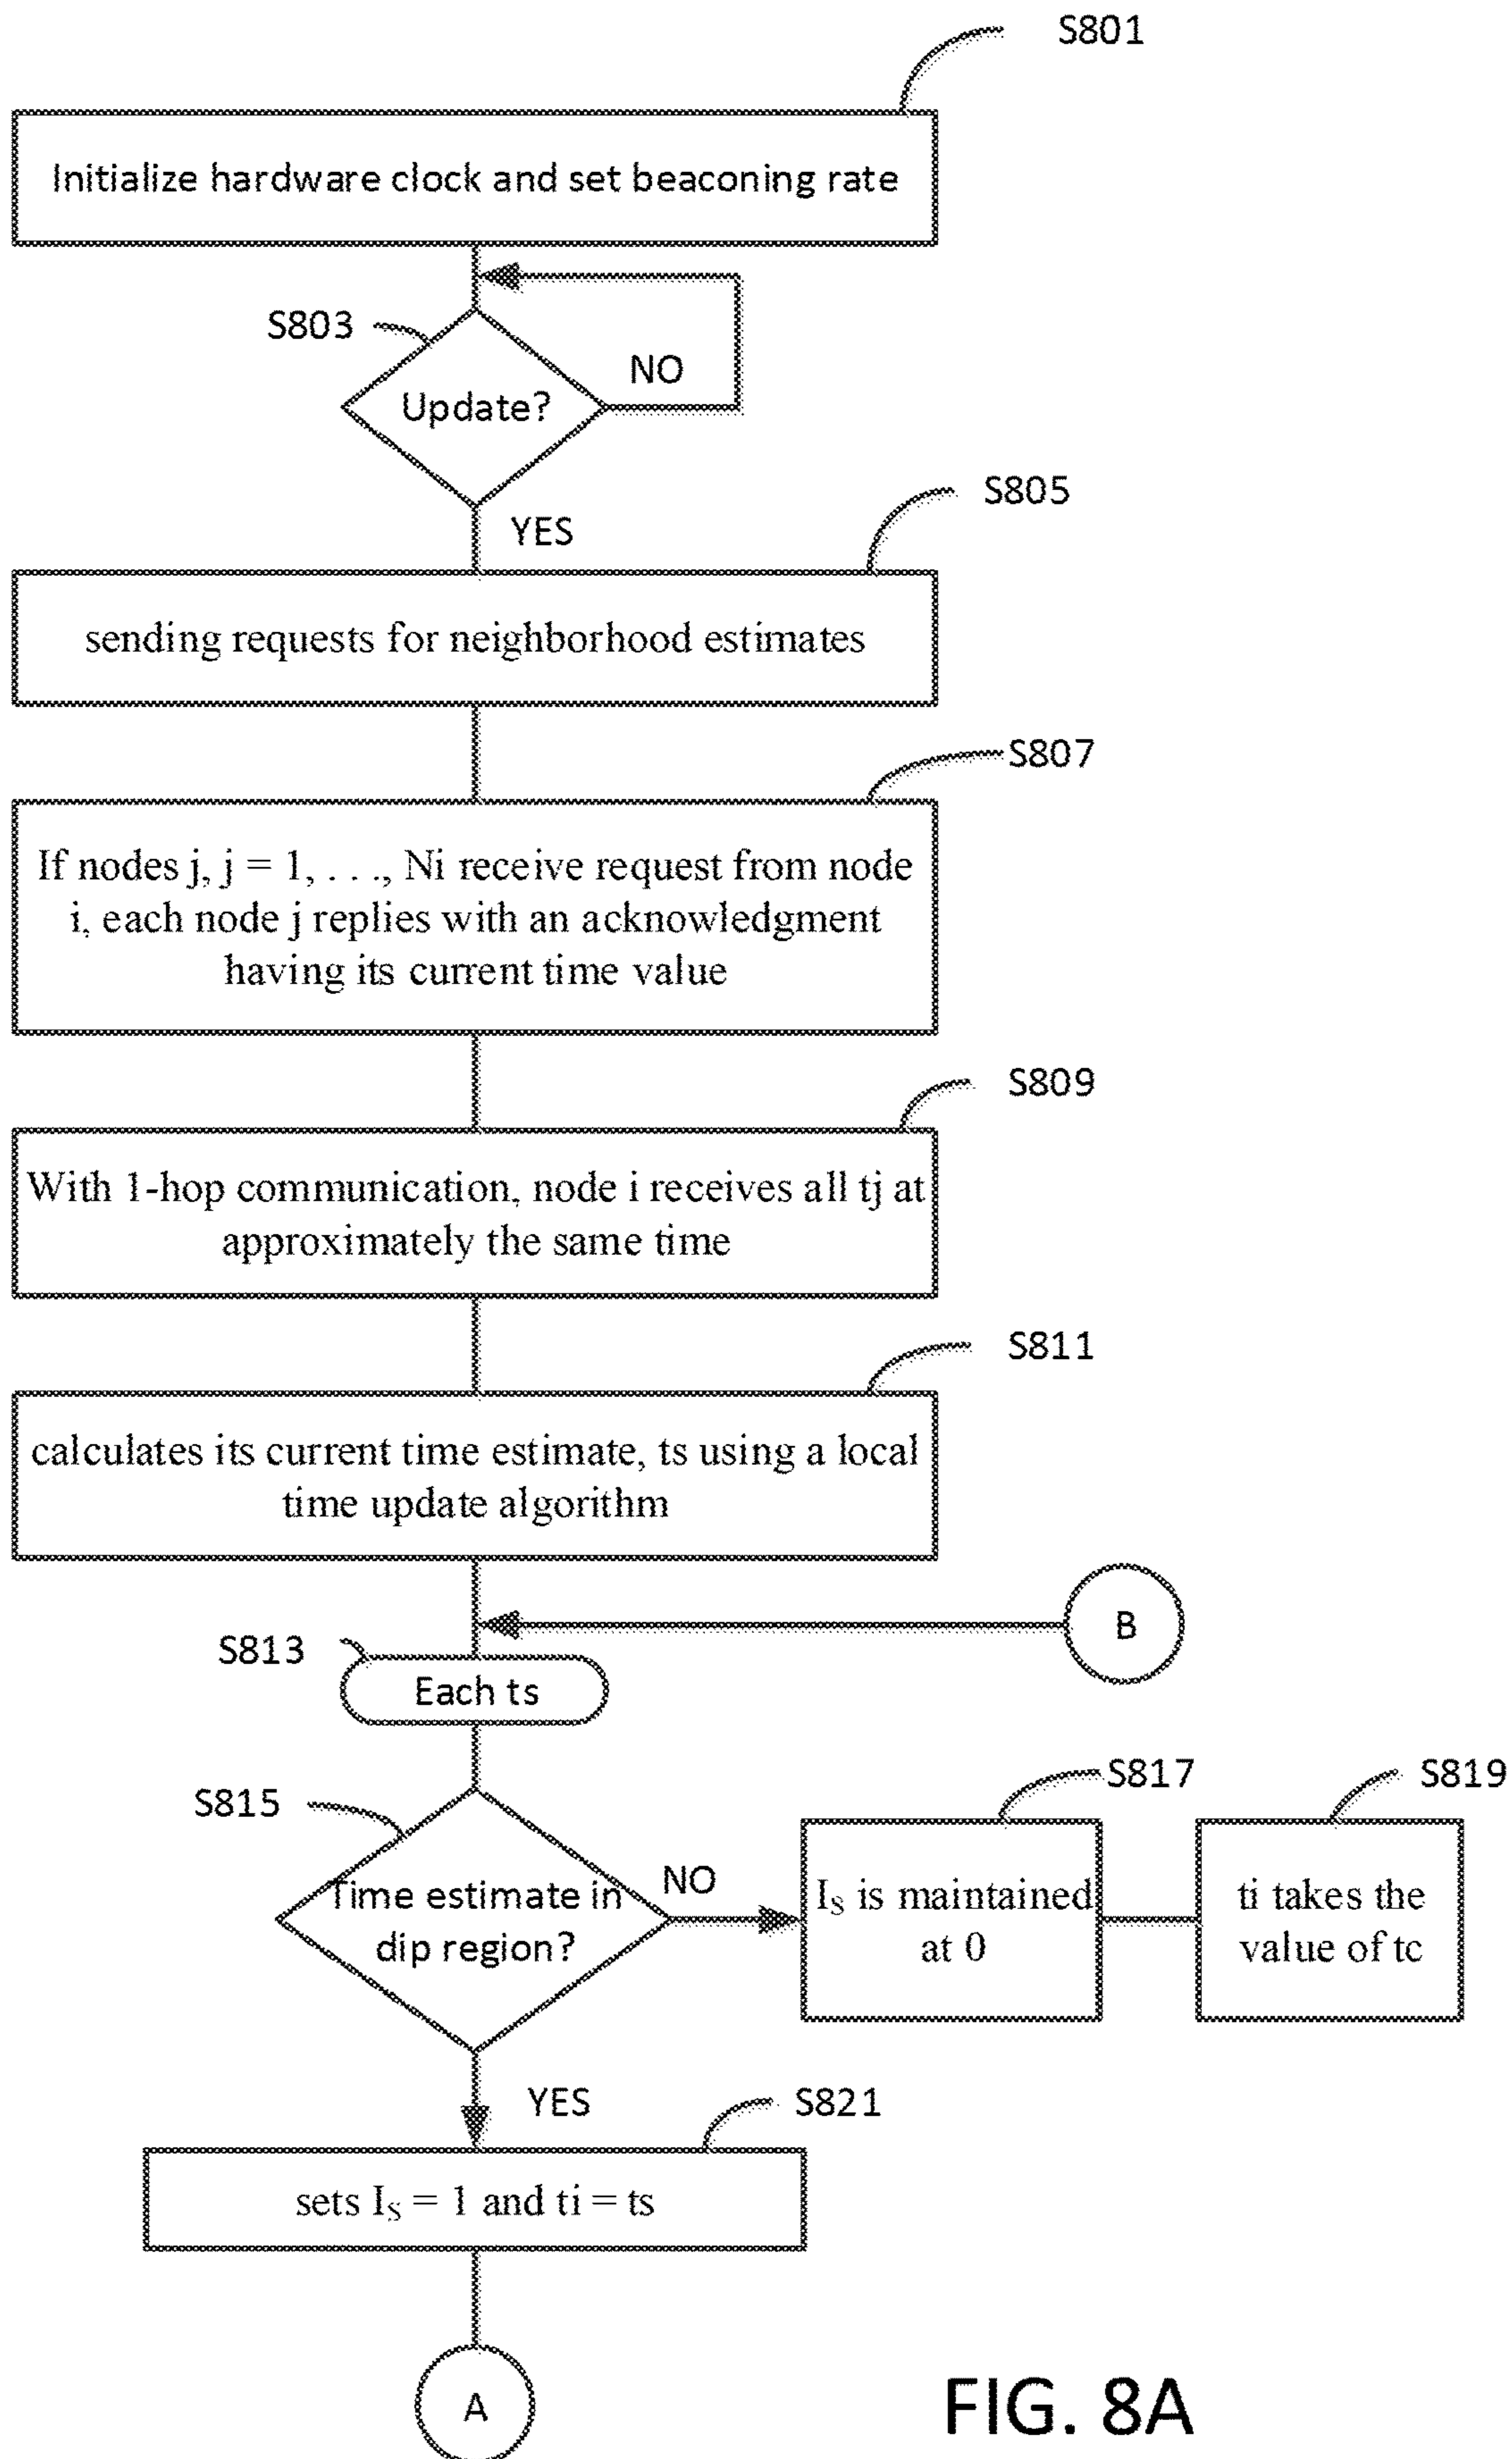 S801
Initialize hardware clock and set beaconing rate
S803
Update?
NO
YES
S805
sending requests for neighborhood estimates
S807
If nodes j, j = 1, . . ., Ni receive request from node
i, each node j replies with an acknowledgment
having its current time value
S809
With 1-hop communication, node i receives all tj at
approximately the same time
S811
calculates its current time estimate, ts using a local
time update algorithm
B
S813
Each ts
S815
Time estimate in
dip region?
NO
S817
I_S is maintained
at 0
S819
ti takes the
value of tc
YES
S821
sets I_S = 1 and ti = ts
A
FIG. 8A